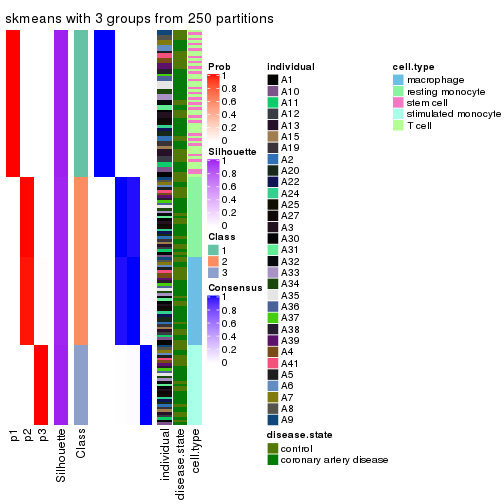 skmeans with 3 groups from 250 partitions
p1
p2
p3
Silhouette
Class
individual
disease.state
cell.type
Prob
1
0.8
0.6
0.4
0.2
0
Silhouette
1
0.8
0.6
0.4
0.2
0
Class
1
2
3
Consensus
1
0.8
0.6
0.4
0.2
0
individual
A1
A10
A11
A12
A13
A15
A19
A2
A20
A22
A24
A25
A27
A3
A30
A31
A32
A33
A34
A35
A36
A37
A38
A39
A4
A41
A5
A6
A7
A8
A9
disease.state
control
coronary artery disease
cell.type
macrophage
resting monocyte
stem cell
stimulated monocyte
T cell